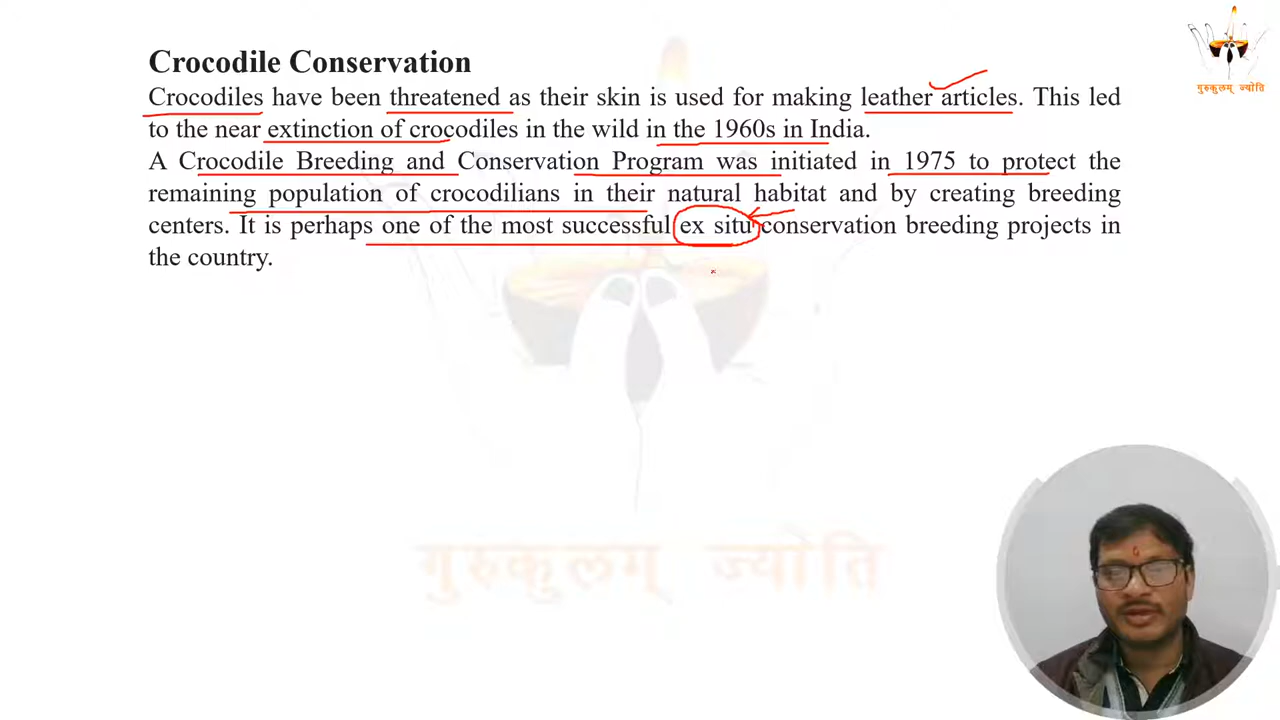 गुरुकुलम् ज्योति
Crocodile Conservation
Crocodiles have been threatened as their skin is used for making leather articles. This led
to the near extinction of crocodiles in the wild in the 1960s in India.
A Crocodile Breeding and Conservation Program was initiated in 1975 to protect the
remaining population of crocodilians in their natural habitat and by creating breeding
centers. It is perhaps one of the most successful ex situ conservation breeding projects in
the country.
गुरुकुलम् ज्योति